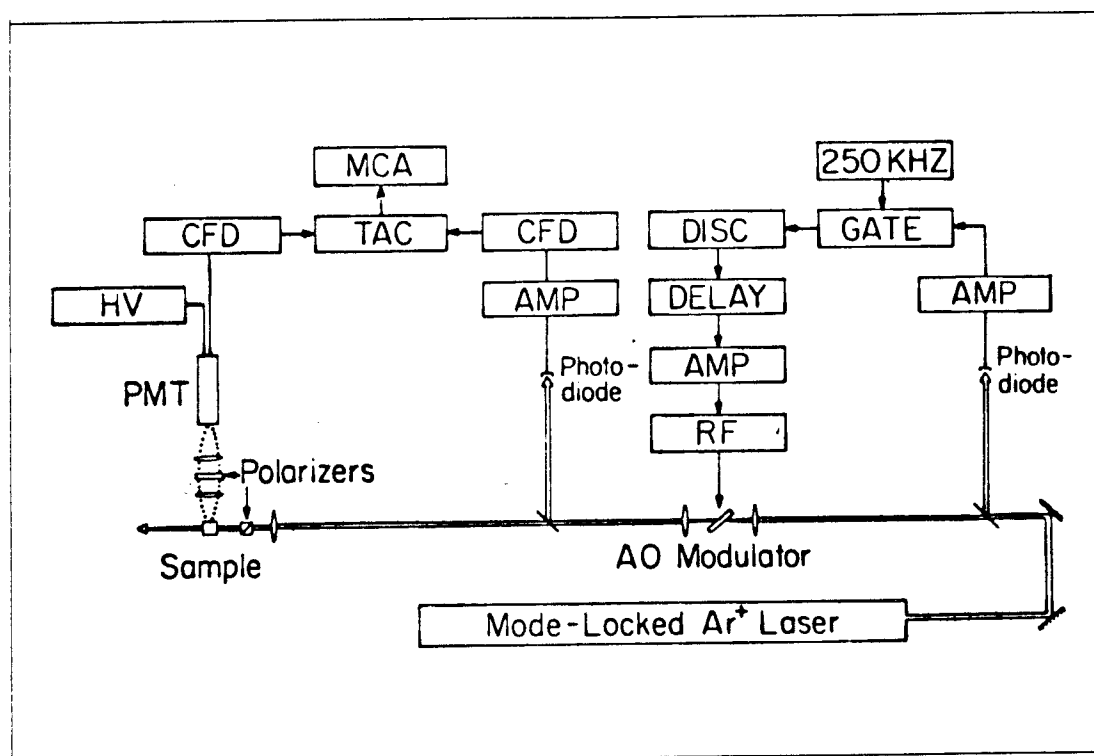 MCA
250 KHZ
CFD
TAC
CFD
DISC
GATE
HV
AMP
DELAY
AMP
PMT
Photo-
diode
AMP
Photo-
diode
RF
Polarizers
Sample
AO Modulator
Mode-Locked Ar+ Laser